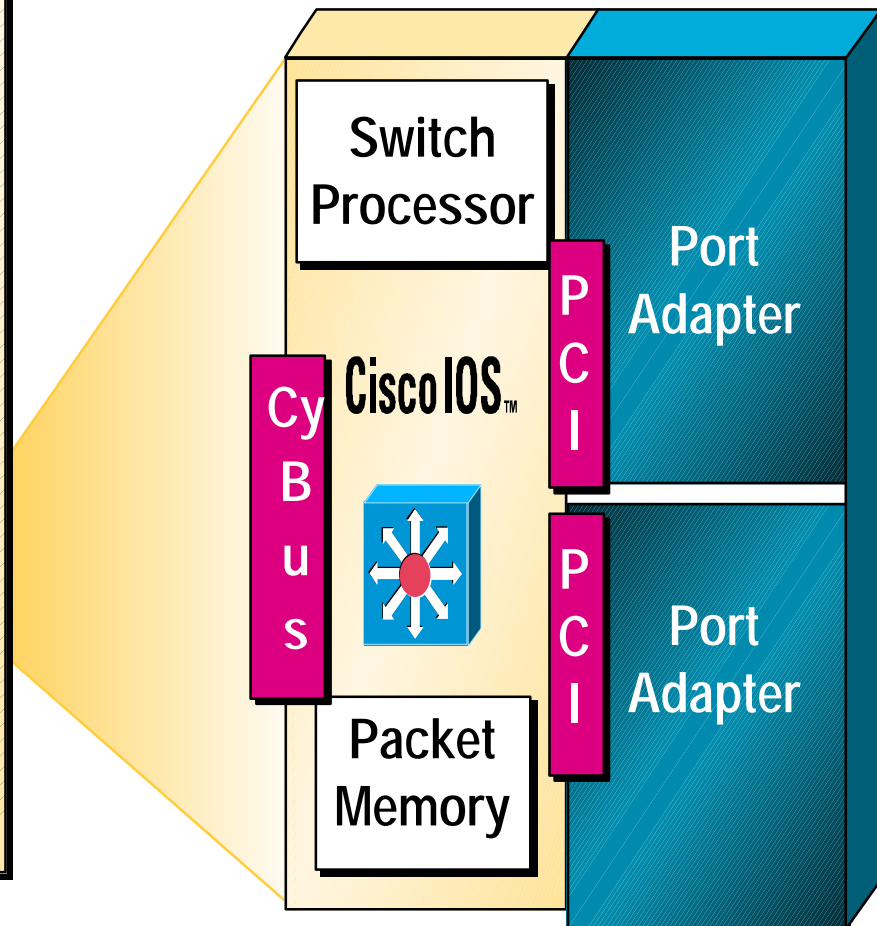 Switch
Processor
Port
Adapter
P
C
I
Cisco IOS™
Cy
B
u
s
P
C
I
Port
Adapter
Packet
Memory